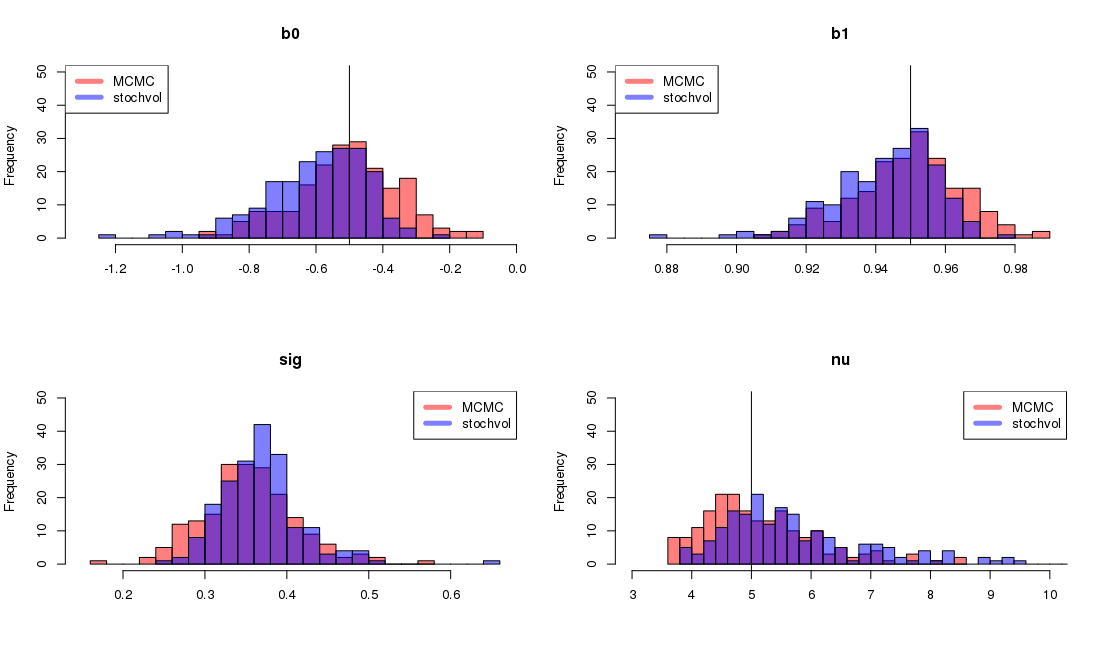 b0
MCMC
stochvol
Frequency
0 10 20 30 40 50
-1.2 -1.0 -0.8 -0.6 -0.4 -0.2 0.0
b1
MCMC
stochvol
Frequency
0 10 20 30 40 50
0.88 0.90 0.92 0.94 0.96 0.98
sig
MCMC
stochvol
Frequency
0 10 20 30 40 50
0.2 0.3 0.4 0.5 0.6
nu
MCMC
stochvol
Frequency
0 10 20 30 40 50
3 4 5 6 7 8 9 10